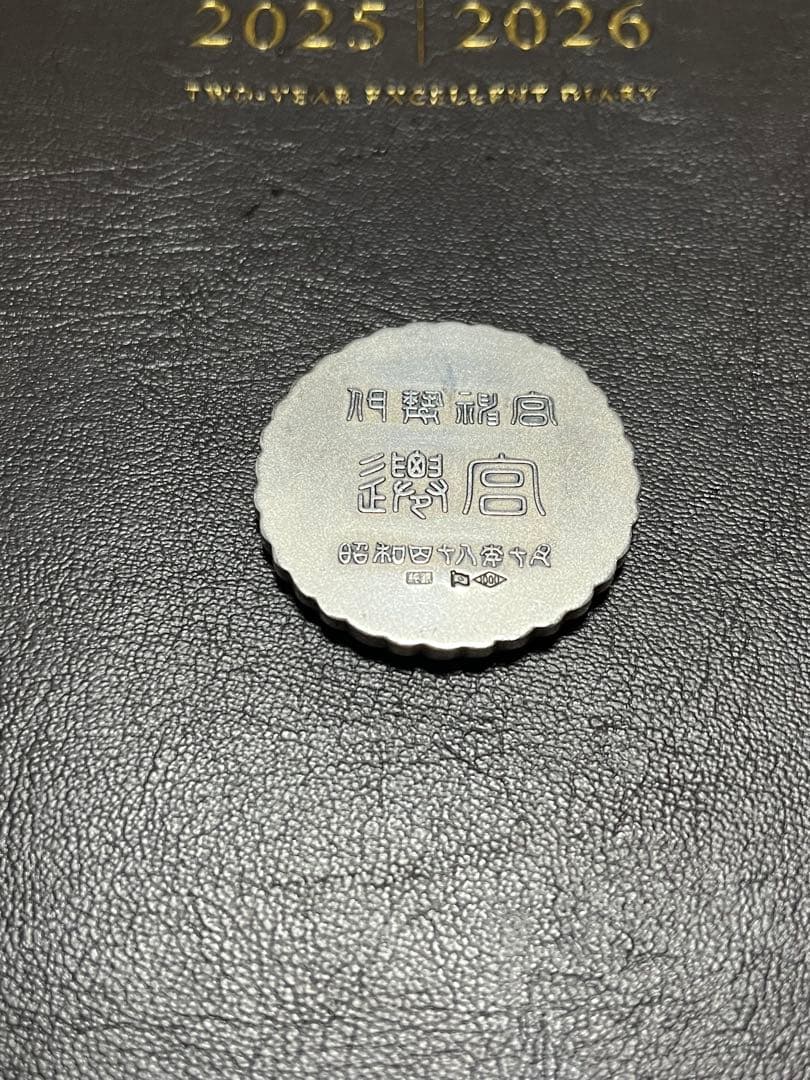 2025 | 2026
TWO-YEAR EXCELLENT DIARY
伊勢神宮
遷宮
昭和四十八年十月
純銀 1000